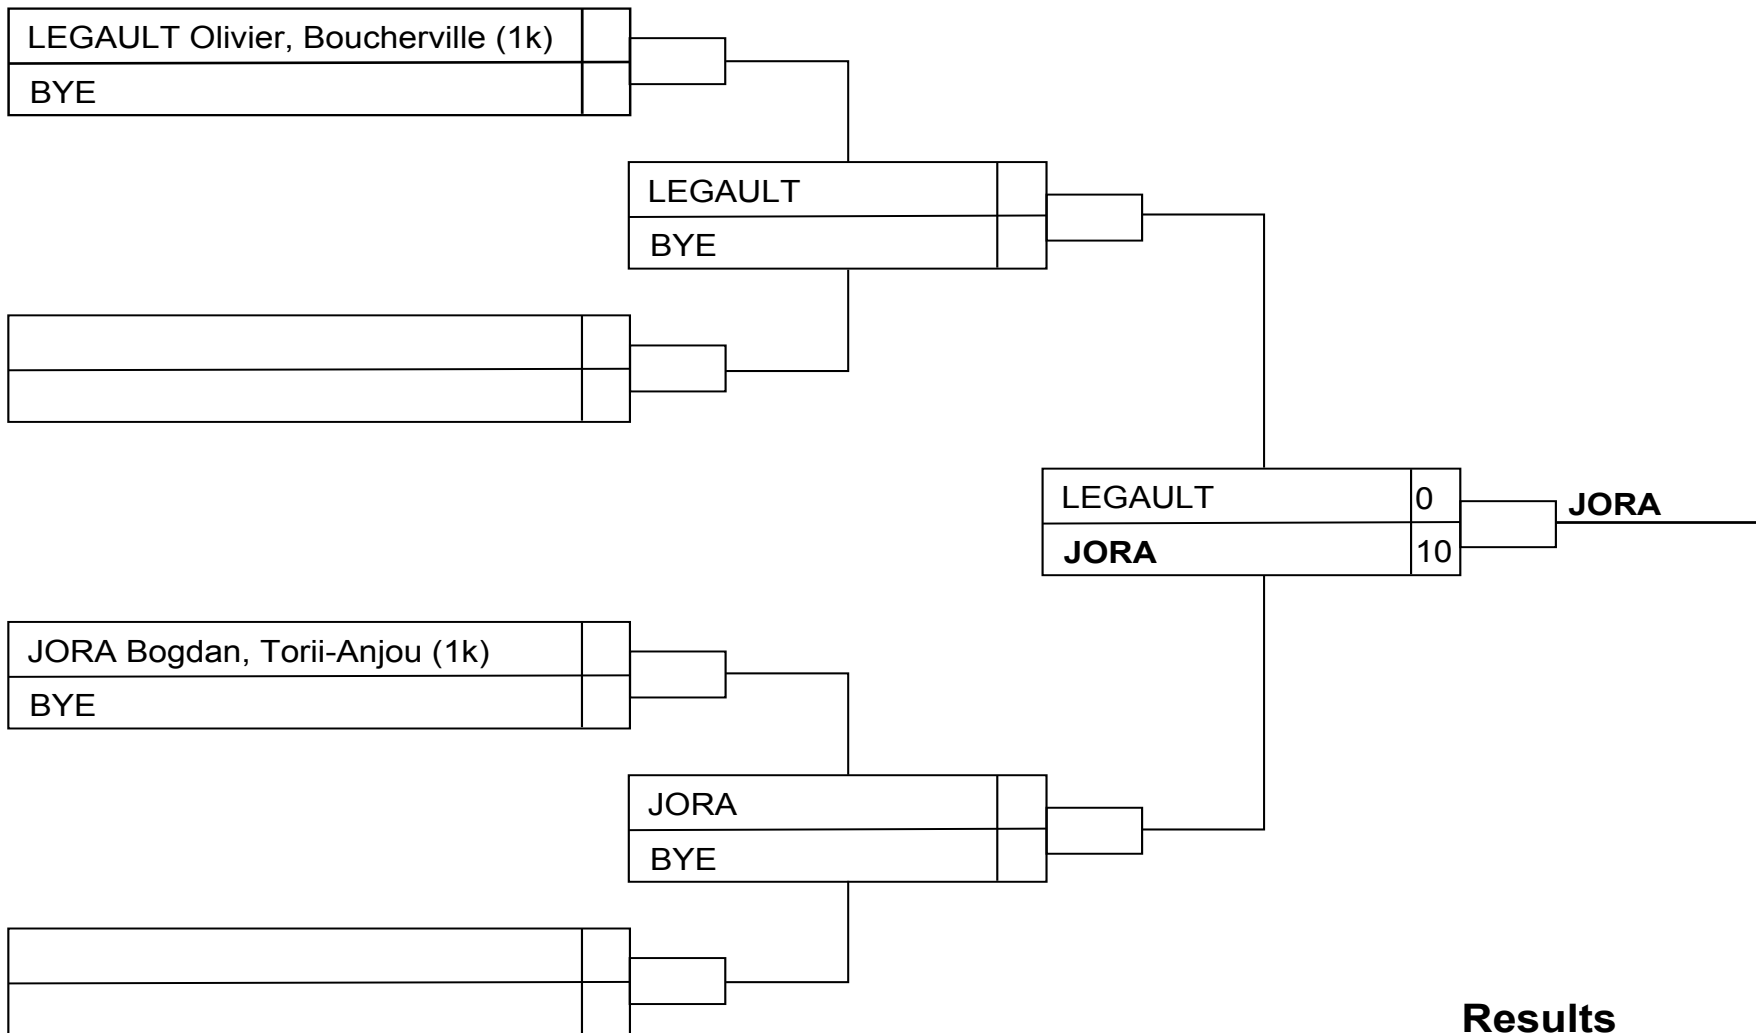 LEGAULT Olivier, Boucherville (1k)
BYE
LEGAULT
BYE
LEGAULT 0
JORA 10
JORA
JORA Bogdan, Torii-Anjou (1k)
BYE
JORA
BYE
Results